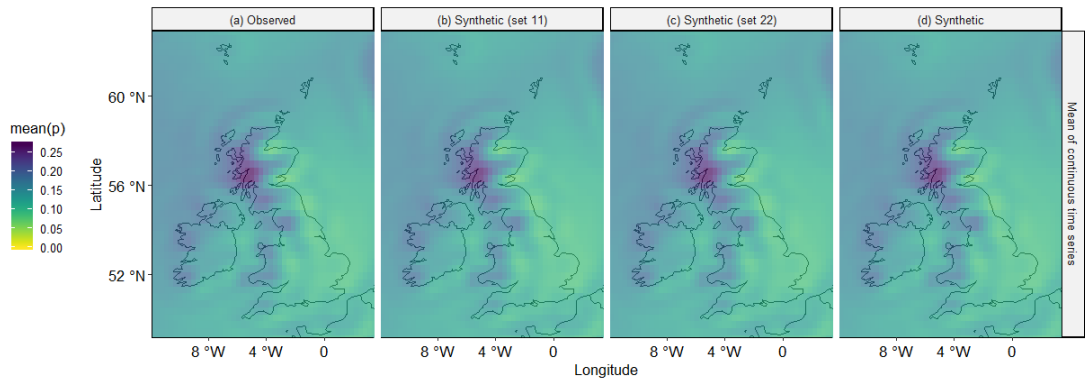 (a) Observed
(b) Synthetic (set 11)
(c) Synthetic (set 22)
(d) Synthetic
Mean of continuous time series
Latitude
60 °N
56 °N
52 °N
mean(p)
0.25
0.20
0.15
0.10
0.05
0.00
8 °W
4 °W
0
8 °W
4 °W
0
8 °W
4 °W
0
8 °W
4 °W
0
Longitude